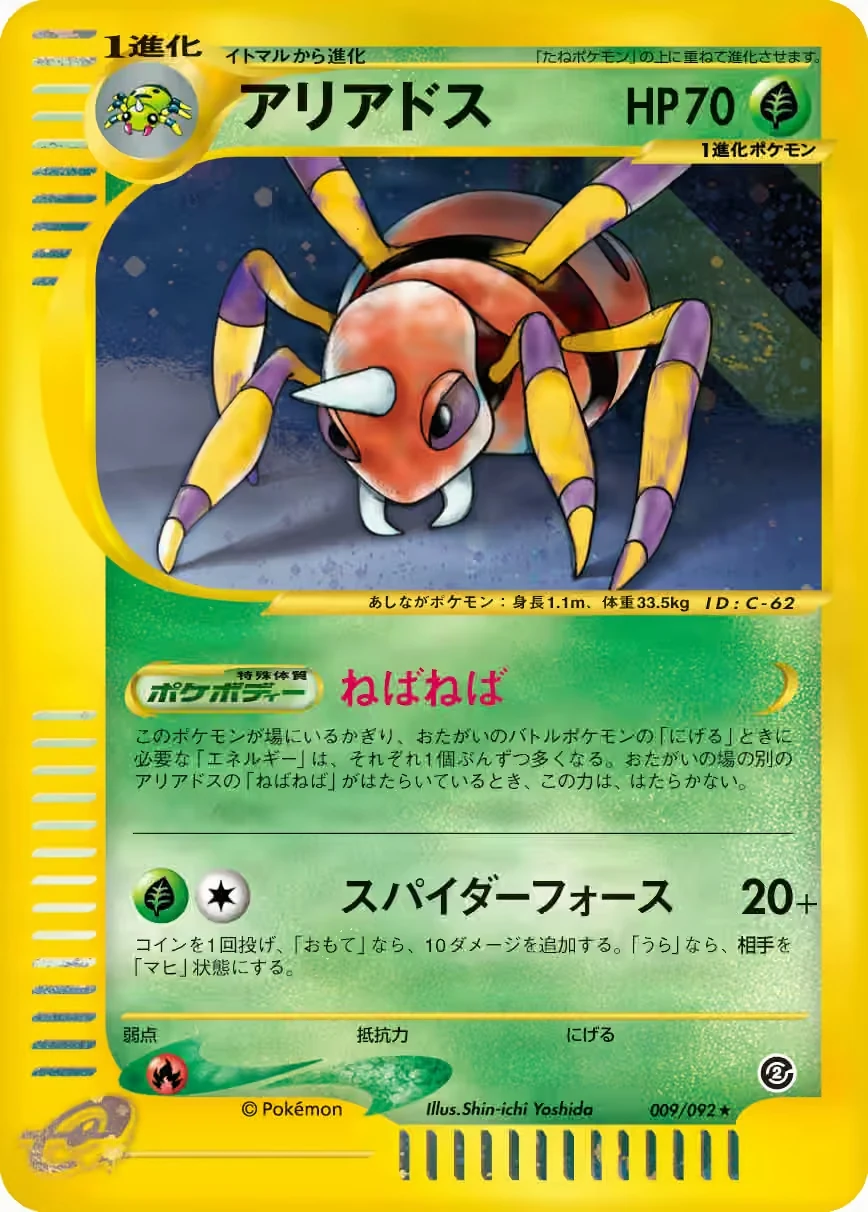 1進化
イトマルから進化
「たねポケモン」の上に重ねて進化させます。
アリアドス HP70
1進化ポケモン
あしながポケモン：身長1.1m、体重33.5kg ID:C-62
特殊体質
ポケボディー ねばねば
このポケモンが場にいるかぎり、おたがいのバトルポケモンの「にげる」ときに
必要な「エネルギー」は、それぞれ1個ぶんずつ多くなる。おたがいの場の別の
アリアドスの「ねばねば」がはたらいているとき、この力は、はたらかない。
スパイダーフォース 20+
コインを1回投げ、「おもて」なら、10ダメージを追加する。「うら」なら、相手を
「マヒ」状態にする。
弱点 抵抗力 にげる
2
© Pokémon Illus.Shin-ichi Yoshida 009/092★
e